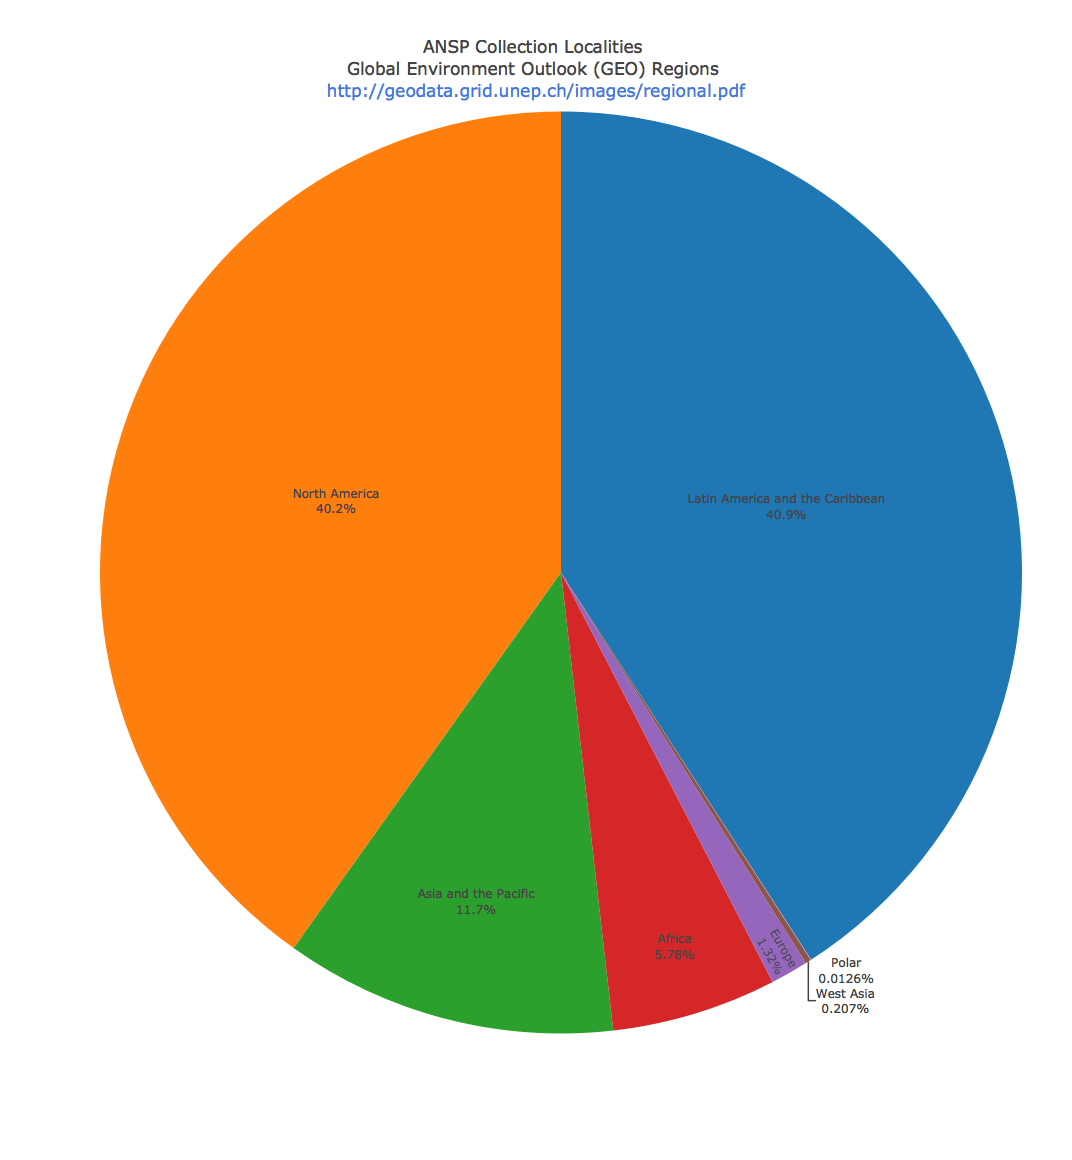 ANSP Collection Localities
Global Environment Outlook (GEO) Regions
http://geodata.grid.unep.ch/images/regional.pdf
North America
40.2%
Latin America and the Caribbean
40.9%
Asia and the Pacific
11.7%
Africa
5.78%
Europe
1.32%
Polar
0.0126%
West Asia
0.207%